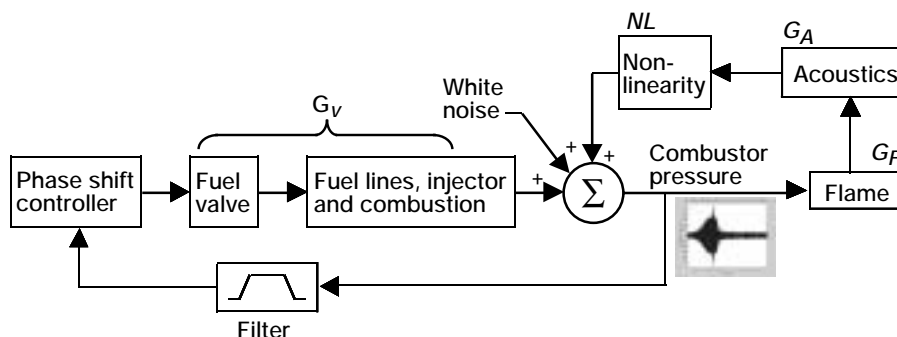 NL
G_A
Non-
linearity
Acoustics
White
noise
G_v
+
+
G_F
Phase shift
controller
Fuel
valve
Fuel lines, injector
and combustion
+
Σ
Combustor
pressure
Flame
Filter